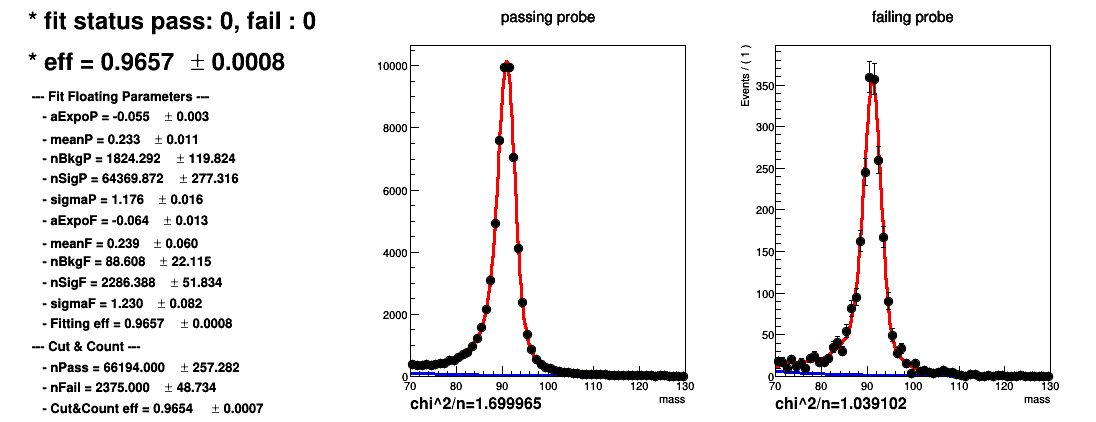 * fit status pass: 0, fail : 0
* eff = 0.9657 ± 0.0008
--- Fit Floating Parameters ---
- aExpoP = -0.055 ± 0.003
- meanP = 0.233 ± 0.011
- nBkgP = 1824.292 ± 119.824
- nSigP = 64369.872 ± 277.316
- sigmaP = 1.176 ± 0.016
- aExpoF = -0.064 ± 0.013
- meanF = 0.239 ± 0.060
- nBkgF = 88.608 ± 22.115
- nSigF = 2286.388 ± 51.834
- sigmaF = 1.230 ± 0.082
- Fitting eff = 0.9657 ± 0.0008
--- Cut & Count ---
- nPass = 66194.000 ± 257.282
- nFail = 2375.000 ± 48.734
- Cut&Count eff = 0.9654 ± 0.0007
passing probe
10000
8000
6000
4000
2000
0
70 80 90 100 110 120 130
mass
chi^2/n=1.699965
failing probe
Events / ( 1 )
350
300
250
200
150
100
50
0
70 80 90 100 110 120 130
mass
chi^2/n=1.039102